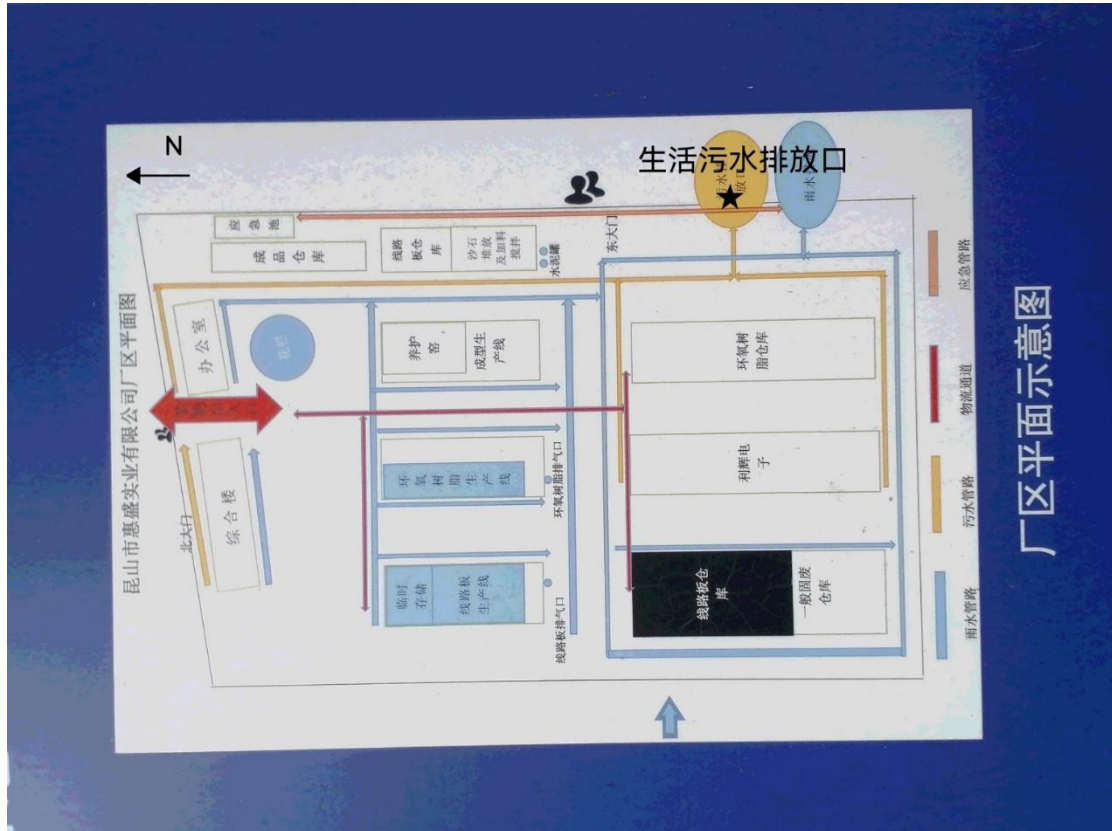 厂区平面示意图
昆山市惠盛实业有限公司厂区平面图
N
生活污水排放口
北大门
综合楼
办公室
应急池
成品仓库
线路
板仓
库
沙石
堆放
及加料
搅拌
水泥罐
东大门
养护
窑
成型生
产线
环氧树脂生产线
环氧树脂排气口
临时
存储
线路板
生产线
线路板排气口
环氧树
脂仓库
利辉电
子
线路板仓
库
一般固废
仓库
雨水管路
污水管路
物流通道
应急管路